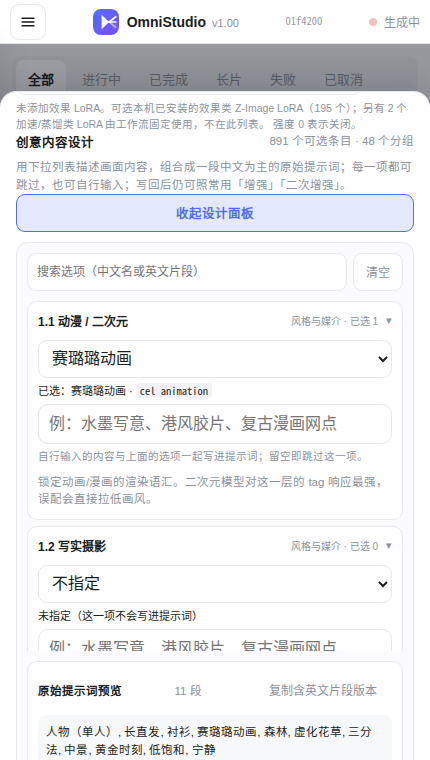 OmniStudio v1.00 01f4200 生成中
全部 进行中 已完成 长片 失败 已取消
未添加效果 LoRA。可选本机已安装的效果类 Z-Image LoRA（195 个）；另有 2 个
加速/蒸馏类 LoRA 由工作流固定使用，不在此列表。 强度 0 表示关闭。
创意内容设计 891 个可选条目 · 48 个分组
用下拉列表描述画面内容，组合成一段中文为主的原始提示词；每一项都可
跳过，也可自行输入；写回后仍可照常用「增强」「二次增强」。
收起设计面板
搜索选项（中文名或英文片段） 清空
1.1 动漫 / 二次元 风格与媒介 · 已选 1 ▾
赛璐璐动画
已选：赛璐璐动画 · cel animation
例：水墨写意、港风胶片、复古漫画网点
自行输入的内容与上面的选项一起写进提示词；留空即跳过这一项。
锁定动画/漫画的渲染语汇。二次元模型对这一层的 tag 响应最强，
误配会直接拉低画风。
1.2 写实摄影 风格与媒介 · 已选 0 ▾
不指定
未指定（这一项不会写进提示词）
例：水墨写意、港风胶片、复古漫画网点
原始提示词预览 11 段 复制含英文片段版本
人物（单人）, 长直发, 衬衫, 赛璐璐动画, 森林, 虚化花草, 三分
法, 中景, 黄金时刻, 低饱和, 宁静